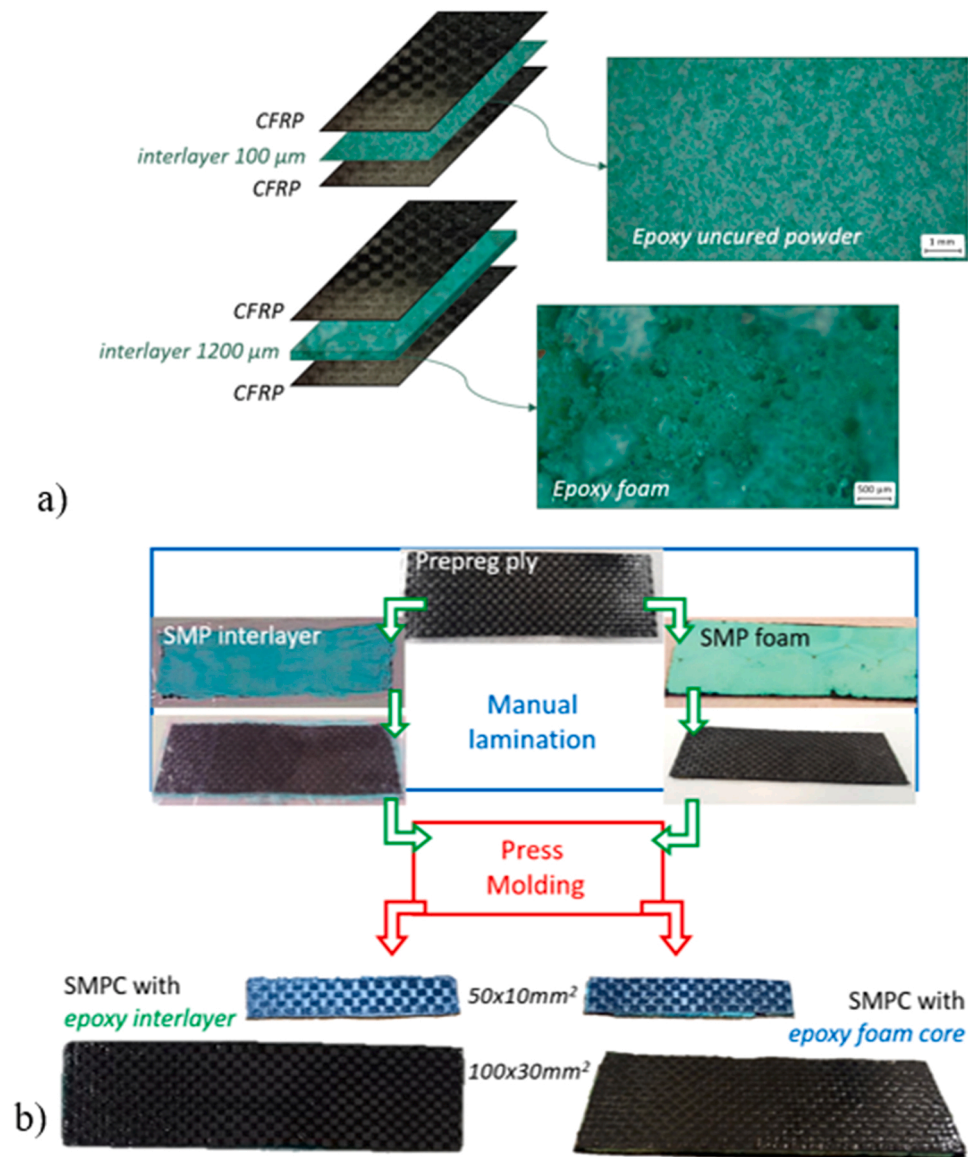 CFRP
interlayer 100 μm
CFRP
Epoxy uncured powder
1 mm
CFRP
interlayer 1200 μm
CFRP
Epoxy foam
500 μm
a)
Prepreg ply
SMP interlayer
SMP foam
Manual
lamination
Press
Molding
SMPC with
epoxy interlayer
50x10mm²
SMPC with
epoxy foam core
100x30mm²
b)